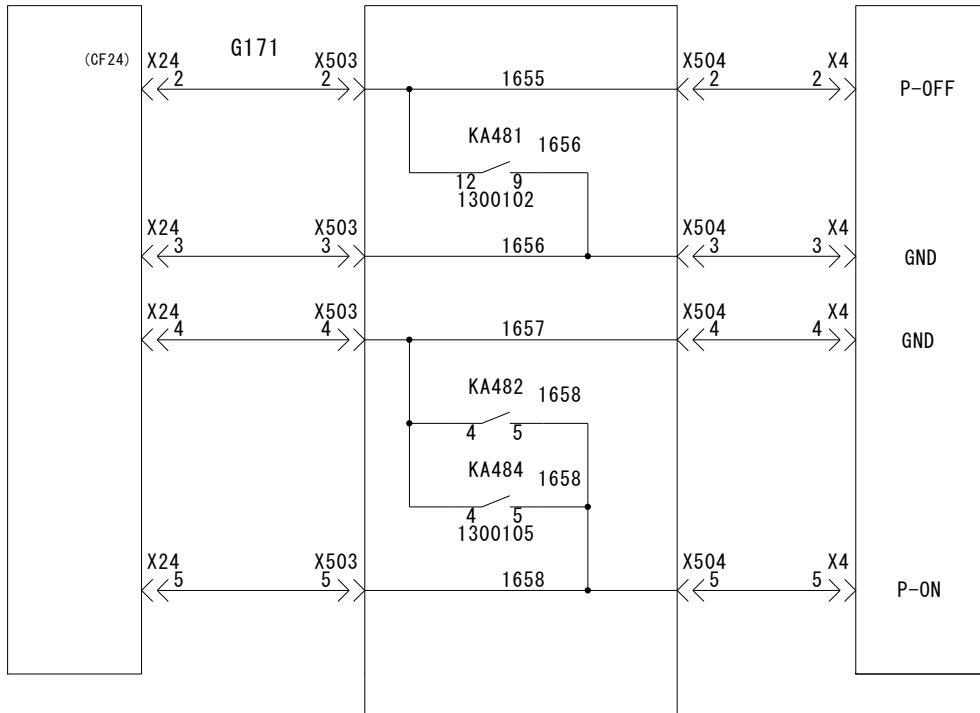 (CF24) X24 G171 X503 X504 X4
2 2 1655 2 2 P-OFF
KA481 1656
12 9
1300102
X24 X503 X504 X4
3 3 1656 3 3 GND
X24 X503 X504 X4
4 4 1657 4 4 GND
KA482 1658
4 5
KA484 1658
4 5
1300105
X24 X503 X504 X4
5 5 1658 5 5 P-ON